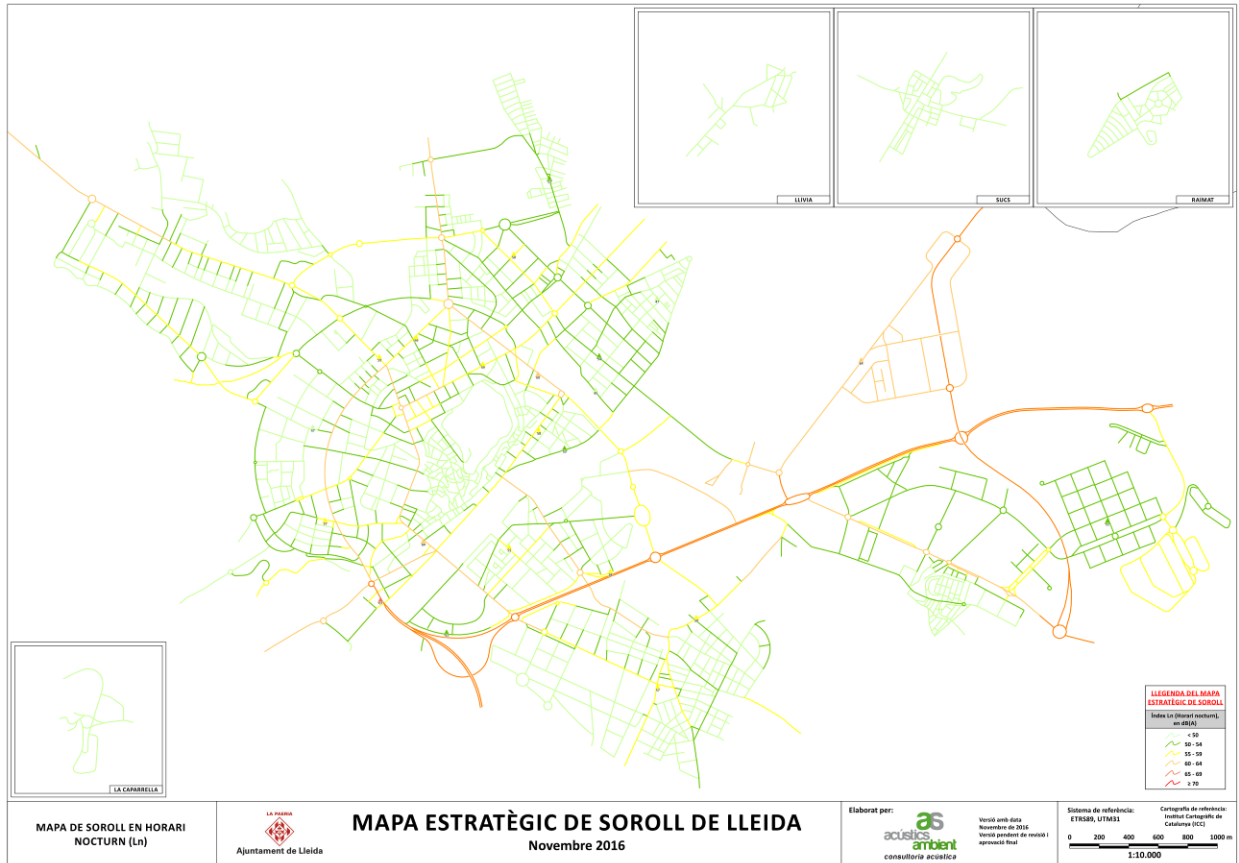 LLÍVIA
SUCS
RAIMAT
LA CAPARRELLA
LLEGENDA DEL MAPA
ESTRATÈGIC DE SOROLL
Índex Ln (Horari nocturn),
en dB(A)
< 50
50 - 54
55 - 59
60 - 64
65 - 69
≥ 70
MAPA DE SOROLL EN HORARI
NOCTURN (Ln)
LA PAERIA
Ajuntament de Lleida
MAPA ESTRATÈGIC DE SOROLL DE LLEIDA
Novembre 2016
Elaborat per:
as
acústics
ambient
consultoria acústica
Versió amb data
Novembre de 2016
Versió pendent de revisió i
aprovació final
Sistema de referència:
ETRS89, UTM31
Cartografia de referència:
Institut Cartogràfic de
Catalunya (ICC)
0 200 400 600 800 1000 m
1:10.000